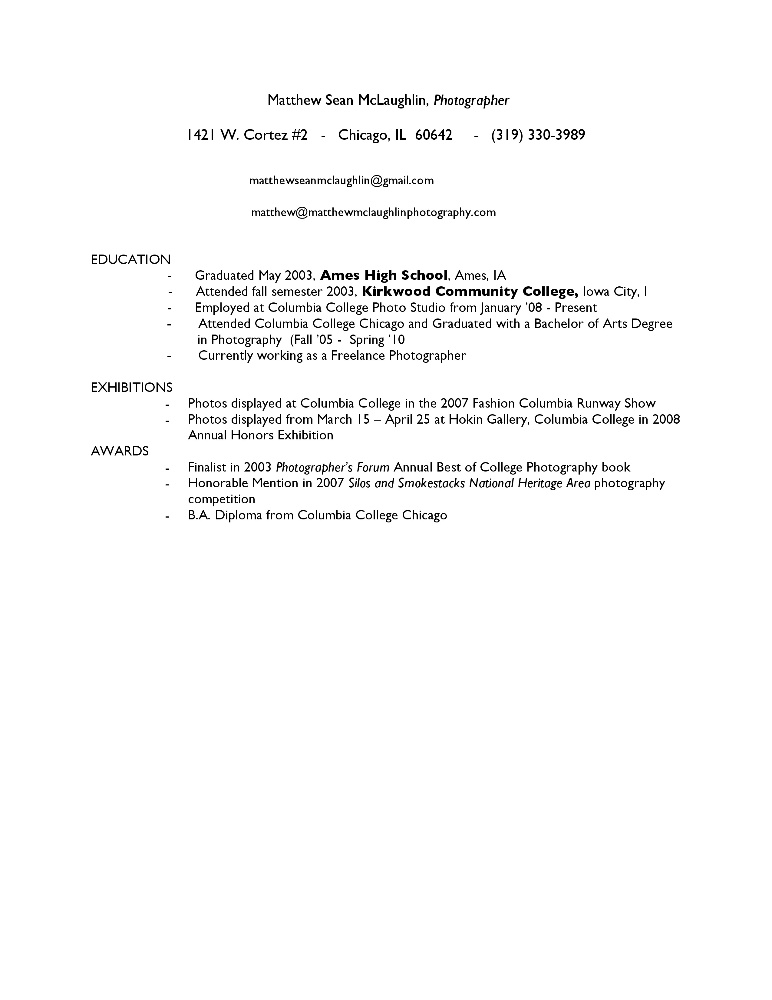 Matthew Sean McLaughlin, Photographer
1421 W. Cortez #2 - Chicago, IL 60642 - (319) 330-3989
matthewseanmclaughlin@gmail.com
matthew@matthewmclaughlinphotography.com
EDUCATION
- Graduated May 2003, Ames High School, Ames, IA
- Attended fall semester 2003, Kirkwood Community College, Iowa City, I
- Employed at Columbia College Photo Studio from January '08 - Present
- Attended Columbia College Chicago and Graduated with a Bachelor of Arts Degree
in Photography (Fall '05 - Spring '10
- Currently working as a Freelance Photographer
EXHIBITIONS
- Photos displayed at Columbia College in the 2007 Fashion Columbia Runway Show
- Photos displayed from March 15 – April 25 at Hokin Gallery, Columbia College in 2008
Annual Honors Exhibition
AWARDS
- Finalist in 2003 Photographer's Forum Annual Best of College Photography book
- Honorable Mention in 2007 Silos and Smokestacks National Heritage Area photography
competition
- B.A. Diploma from Columbia College Chicago